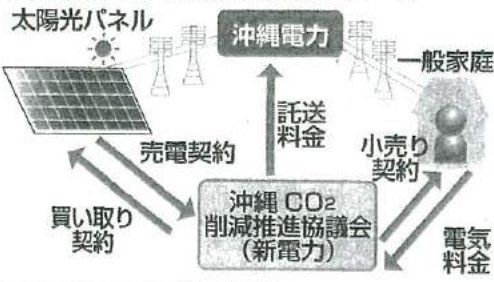 太陽光パネル
沖縄電力
一般家庭
託送
料金
売電契約
小売り
契約
買い取り
契約
沖縄 CO2
削減推進協議会
(新電力)
電気
料金